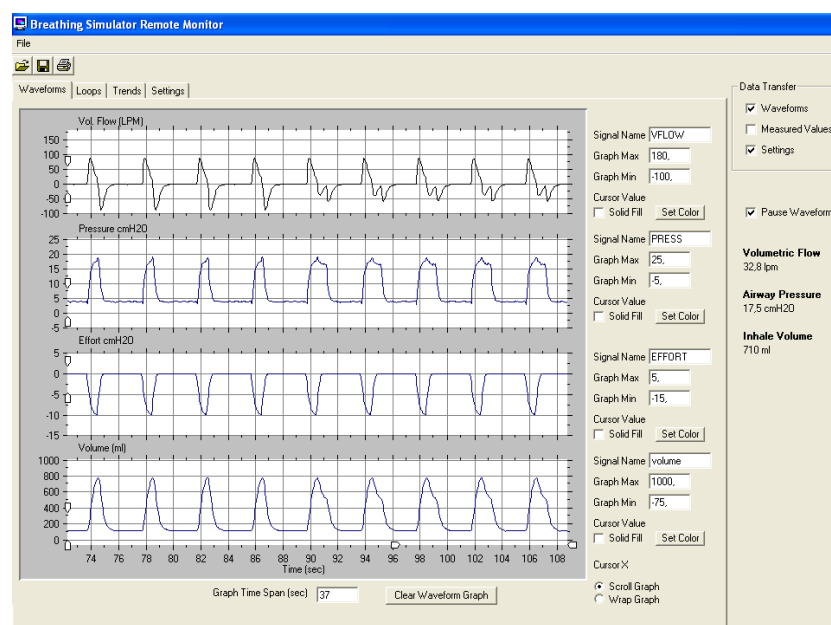 Breathing Simulator Remote Monitor
File
Waveforms Loops Trends Settings
Vol. Flow (LPM)
150
100
50
0
-50
-100
Signal Name VFLOW
Graph Max 180,
Graph Min -100,
Cursor Value
Solid Fill Set Color
Pressure cmH20
25
20
15
10
5
0
-5
Signal Name PRESS
Graph Max 25,
Graph Min -5,
Cursor Value
Solid Fill Set Color
Effort cmH20
5
0
-5
-10
-15
Signal Name EFFORT
Graph Max 5,
Graph Min -15,
Cursor Value
Solid Fill Set Color
Volume (ml)
1000
800
600
400
200
0
Signal Name volume
Graph Max 1000,
Graph Min -75,
Cursor Value
Solid Fill Set Color
74 76 78 80 82 84 86 88 90 92 94 96 98 100 102 104 106 108
Time (sec)
Cursor X
Scroll Graph
Wrap Graph
Graph Time Span (sec) 37 Clear Waveform Graph
Data Transfer
Waveforms
Measured Values
Settings
Pause Waveform
Volumetric Flow
32,8 lpm
Airway Pressure
17,5 cmH20
Inhale Volume
710 ml